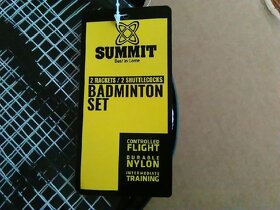 SUMMIT
Best in Game
2 RACKETS / 2 SHUTTLECOCKS
BADMINTON
SET
CONTROLLED
FLIGHT
DURABLE
NYLON
INTERMEDIATE
TRAINING